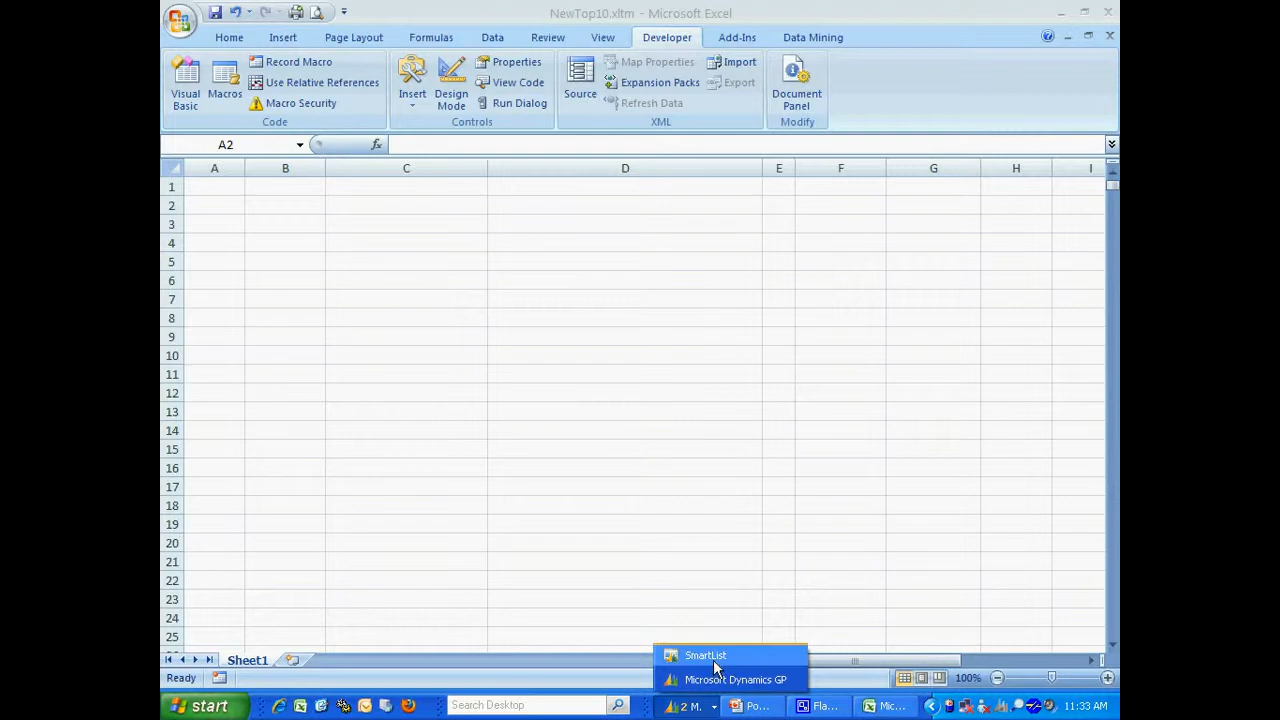 NewTop10.xltm - Microsoft Excel
Home Insert Page Layout Formulas Data Review View Developer Add-Ins Data Mining
Visual Basic
Macros
Record Macro
Use Relative References
Macro Security
Code
Insert
Design Mode
Properties
View Code
Run Dialog
Controls
Source
Map Properties
Expansion Packs
Refresh Data
Import
Export
XML
Document Panel
Modify
A2 fx
A B C D E F G H I
1
2
3
4
5
6
7
8
9
10
11
12
13
14
15
16
17
18
19
20
21
22
23
24
25
Sheet1
SmartList
Microsoft Dynamics GP
Ready 100%
start Search Desktop 2 M. Po... Fla... Mic... 11:33 AM